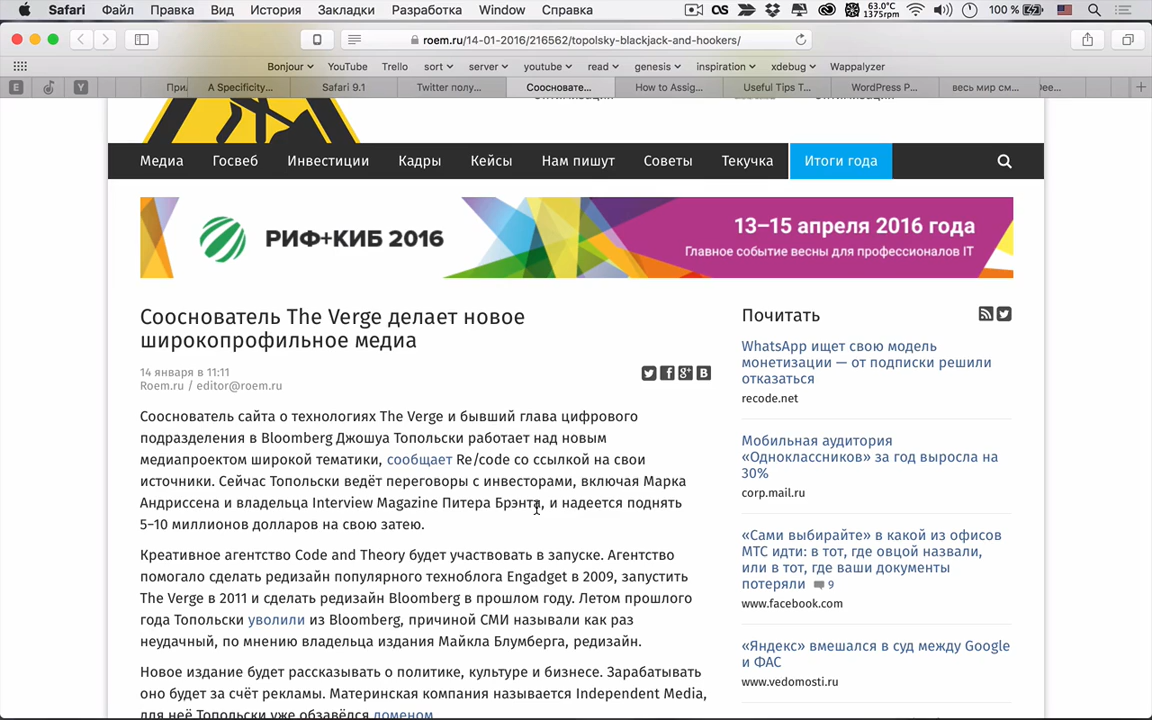 Safari Файл Правка Вид История Закладки Разработка Window Справка 63.0°C 1375rpm 100 %
roem.ru/14-01-2016/216562/topolsky-blackjack-and-hookers/
Bonjour YouTube Trello sort server youtube read genesis inspiration xdebug Wappalyzer
E Y При A Specificity... Safari 9.1 Twitter полу... Сооснователе... How to Assig... Useful Tips T... WordPress P... весь мир см...
Медиа Госвеб Инвестиции Кадры Кейсы Нам пишут Советы Текучка Итоги года
РИФ+КИБ 2016
13–15 апреля 2016 года
Главное событие весны для профессионалов IT
Сооснователь The Verge делает новое
широкопрофильное медиа
14 января в 11:11
Roem.ru / editor@roem.ru
Сооснователь сайта о технологиях The Verge и бывший глава цифрового
подразделения в Bloomberg Джошуа Топольски работает над новым
медиапроектом широкой тематики, сообщает Re/code со ссылкой на свои
источники. Сейчас Топольски ведёт переговоры с инвесторами, включая Марка
Андриссена и владельца Interview Magazine Питера Брэнта, и надеется поднять
5–10 миллионов долларов на свою затею.
Креативное агентство Code and Theory будет участвовать в запуске. Агентство
помогало сделать редизайн популярного техноблога Engadget в 2009, запустить
The Verge в 2011 и сделать редизайн Bloomberg в прошлом году. Летом прошлого
года Топольски уволили из Bloomberg, причиной СМИ называли как раз
неудачный, по мнению владельца издания Майкла Блумберга, редизайн.
Новое издание будет рассказывать о политике, культуре и бизнесе. Зарабатывать
оно будет за счёт рекламы. Материнская компания называется Independent Media,
для неё Топольски уже обзавёлся доменом
Почитать
WhatsApp ищет свою модель
монетизации — от подписки решили
отказаться
recode.net
Мобильная аудитория
«Одноклассников» за год выросла на
30%
corp.mail.ru
«Сами выбирайте» в какой из офисов
МТС идти: в тот, где овцой назвали,
или в тот, где ваши документы
потеряли 9
www.facebook.com
«Яндекс» вмешался в суд между Google
и ФАС
www.vedomosti.ru